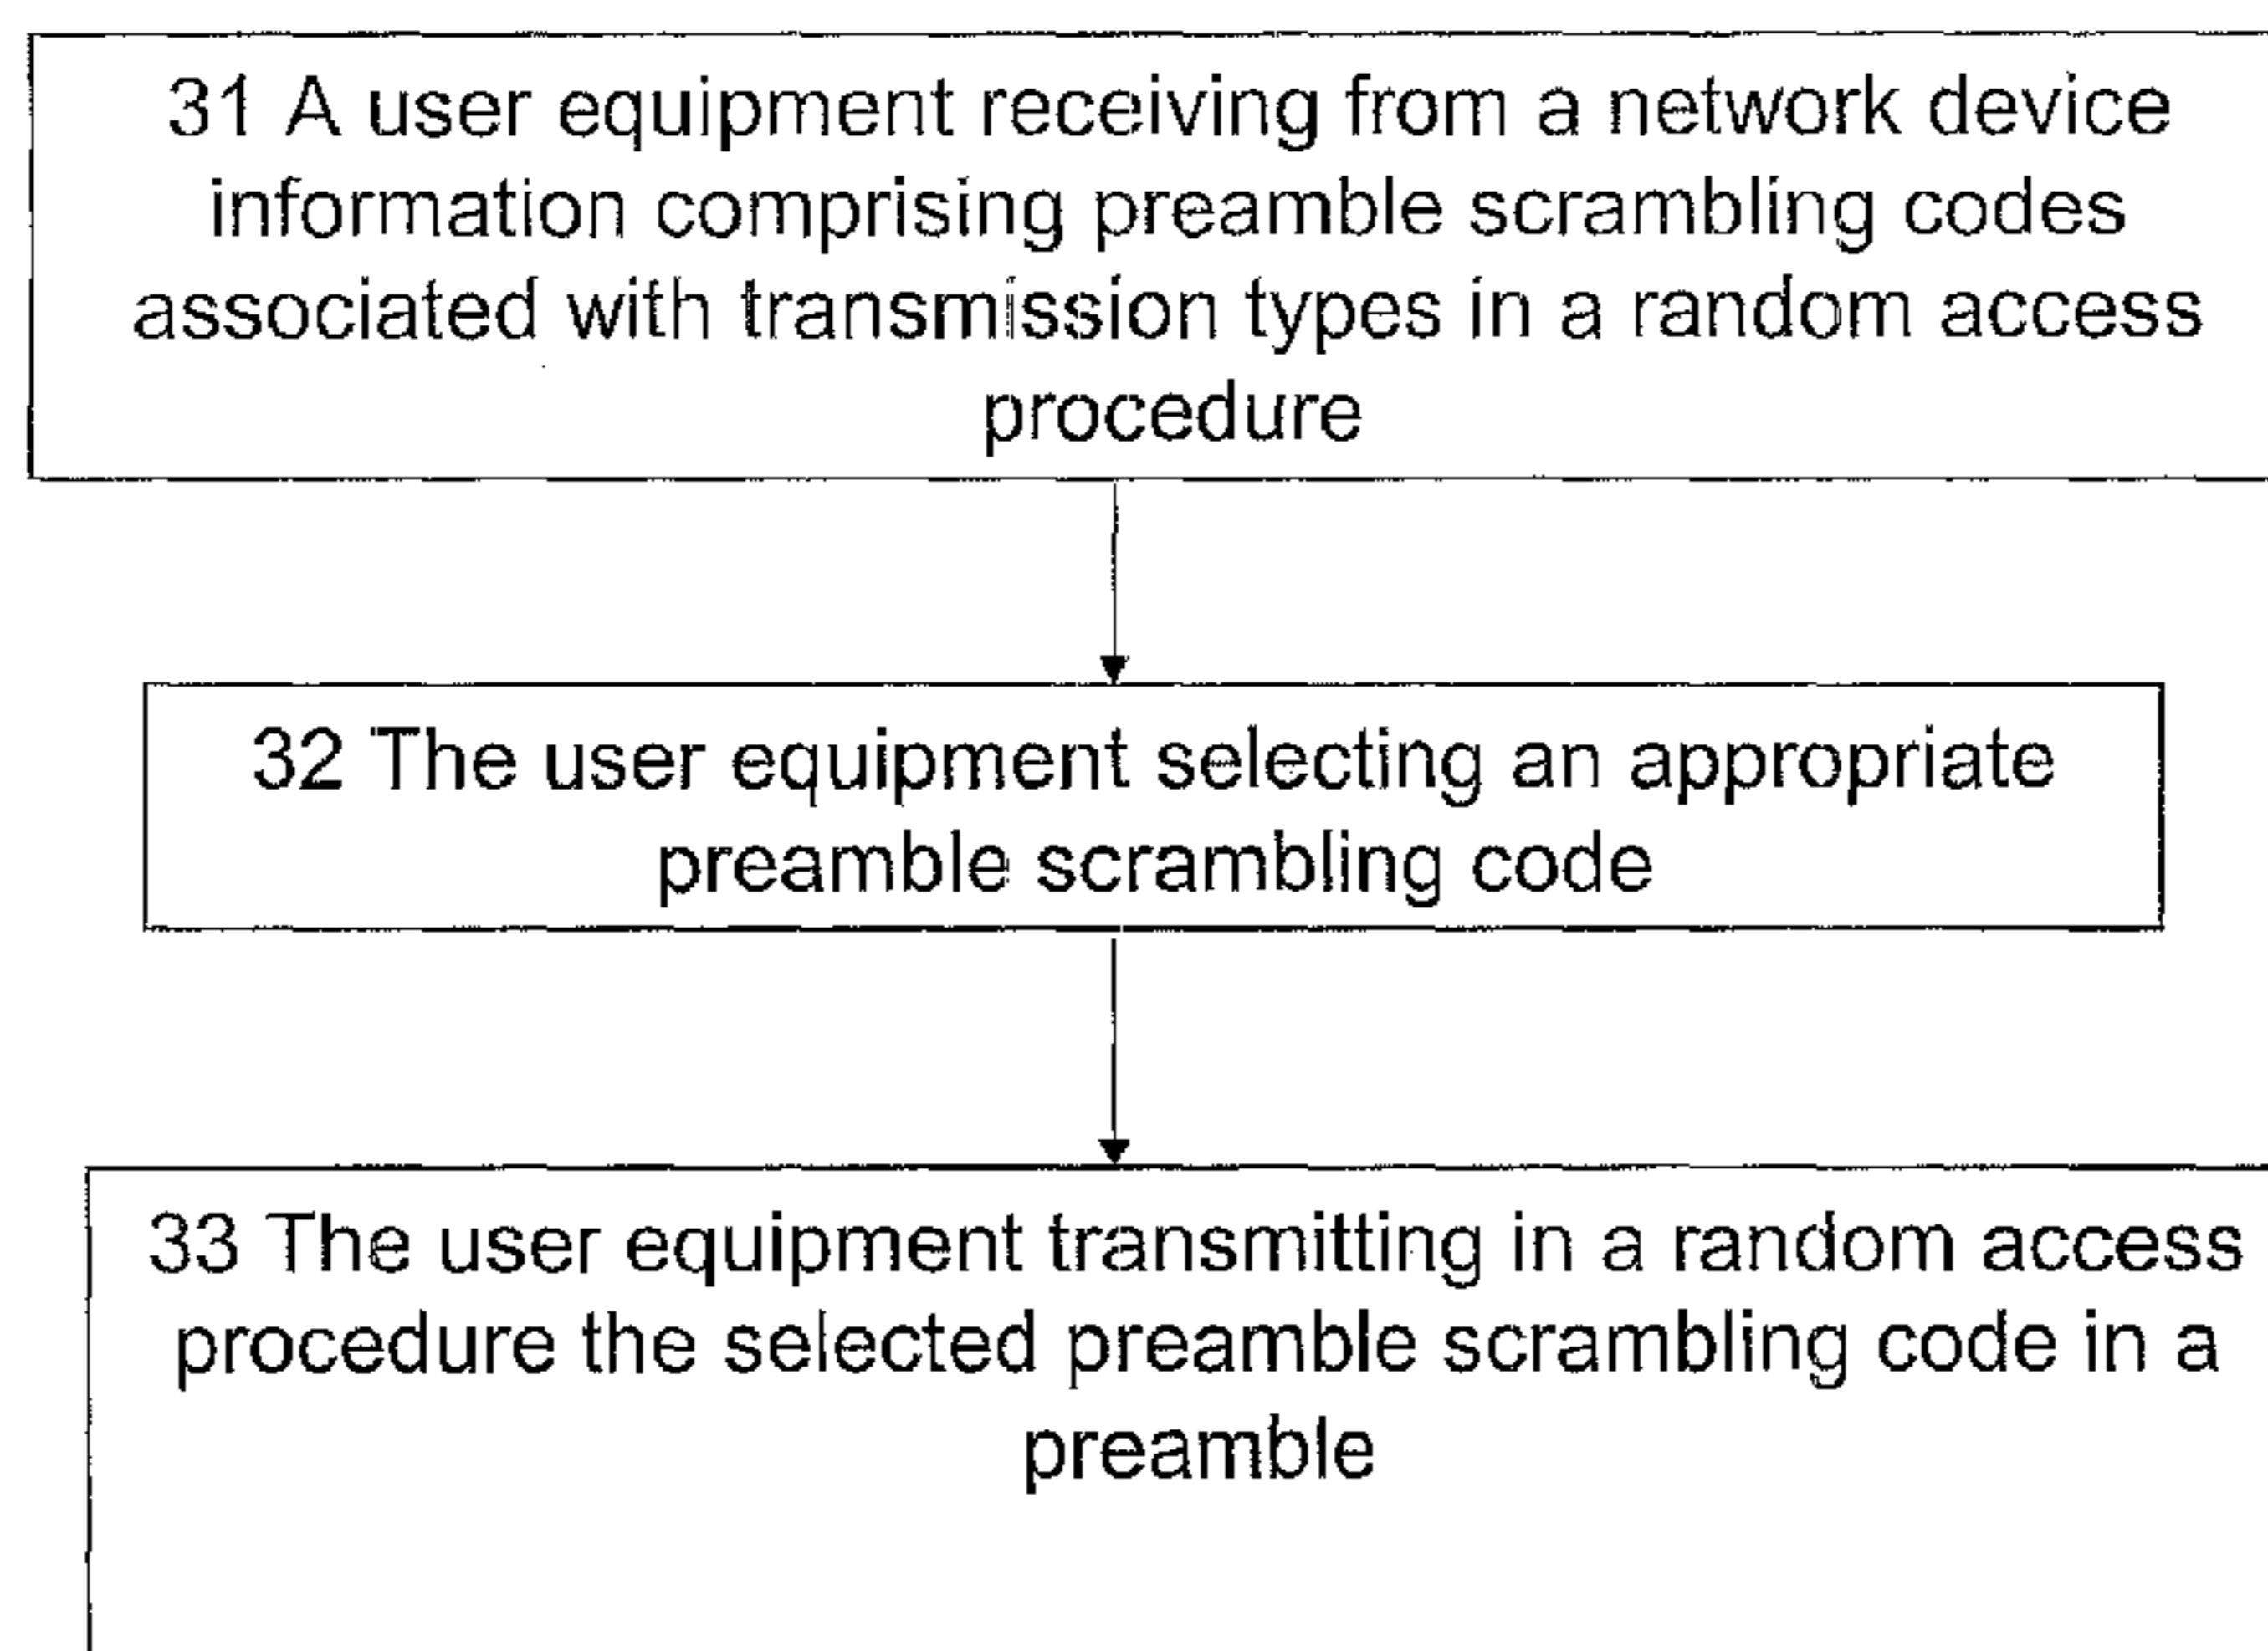 31 A user equipment receiving from a network device
information comprising preamble scrambling codes
associated with transmission types in a random access
procedure
32 The user equipment selecting an appropriate
preamble scrambling code
33 The user equipment transmitting in a random access
procedure the selected preamble scrambling code in a
preamble